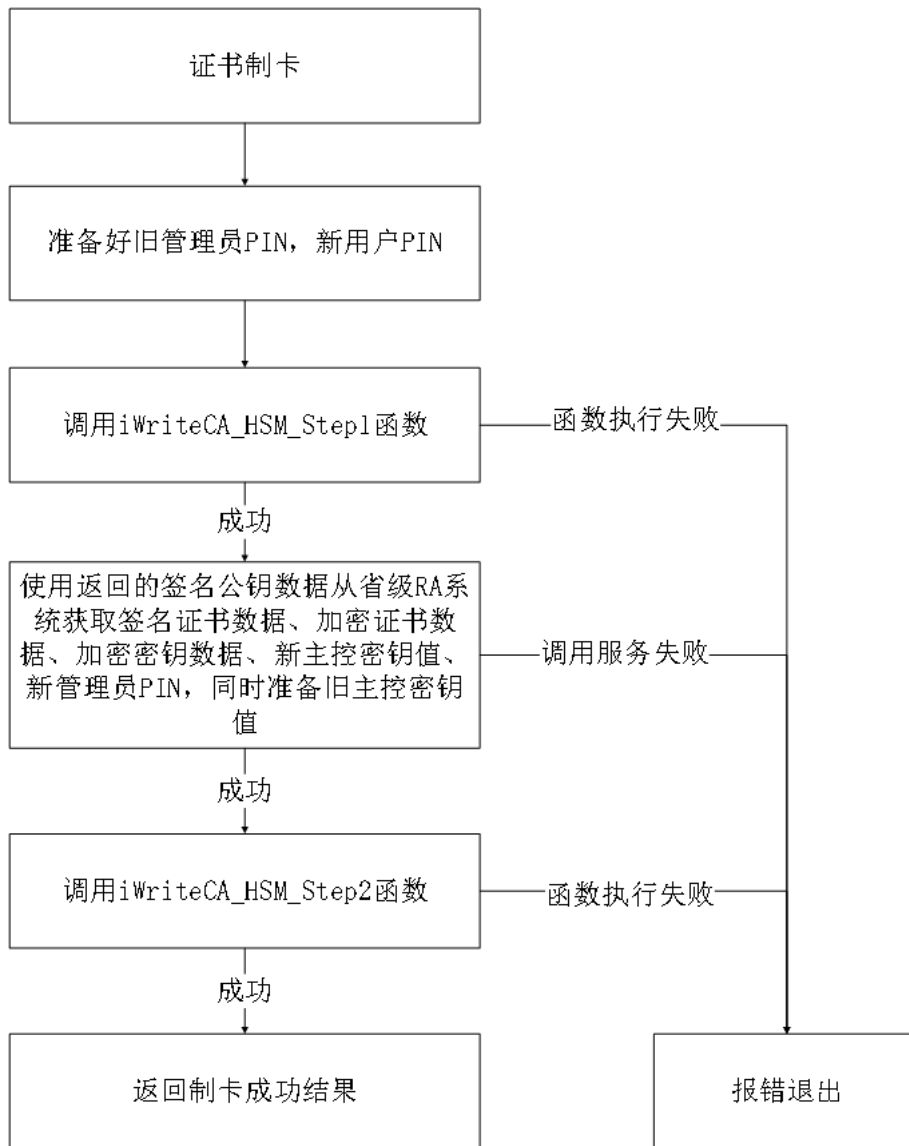 证书制卡
准备好旧管理员PIN，新用户PIN
调用iWriteCA_HSM_Step1函数
函数执行失败
成功
使用返回的签名公钥数据从省级RA系
统获取签名证书数据、加密证书数
据、加密密钥数据、新主控密钥值、
新管理员PIN，同时准备旧主控密钥
值
调用服务失败
成功
调用iWriteCA_HSM_Step2函数
函数执行失败
成功
返回制卡成功结果
报错退出